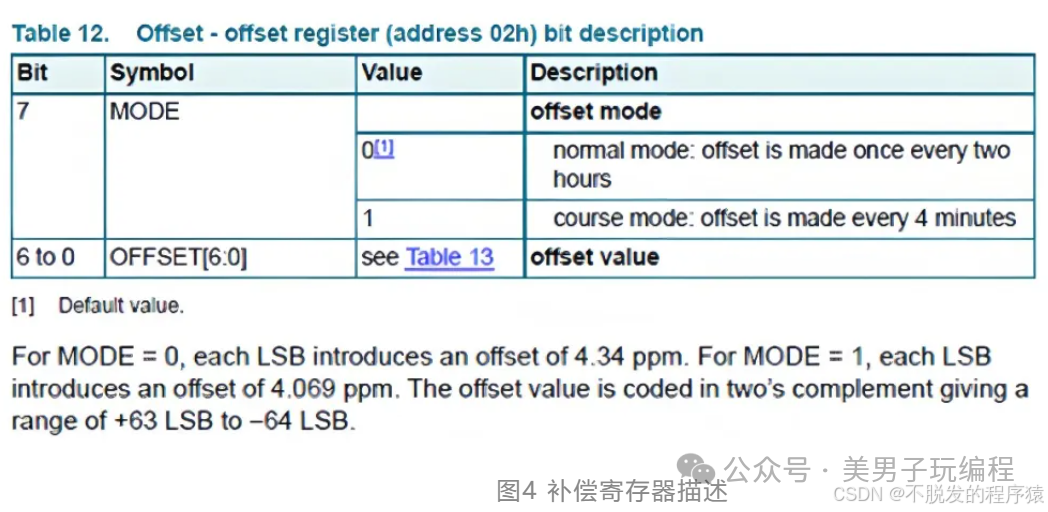 Table 12. Offset - offset register (address 02h) bit description
Bit Symbol Value Description
7 MODE offset mode
0[1] normal mode: offset is made once every two
hours
1 course mode: offset is made every 4 minutes
6 to 0 OFFSET[6:0] see Table 13 offset value
[1] Default value.
For MODE = 0, each LSB introduces an offset of 4.34 ppm. For MODE = 1, each LSB
introduces an offset of 4.069 ppm. The offset value is coded in two's complement giving a
range of +63 LSB to −64 LSB.
公众号 · 美男子玩编程
图4 补偿寄存器描述
CSDN @不脱发的程序猿